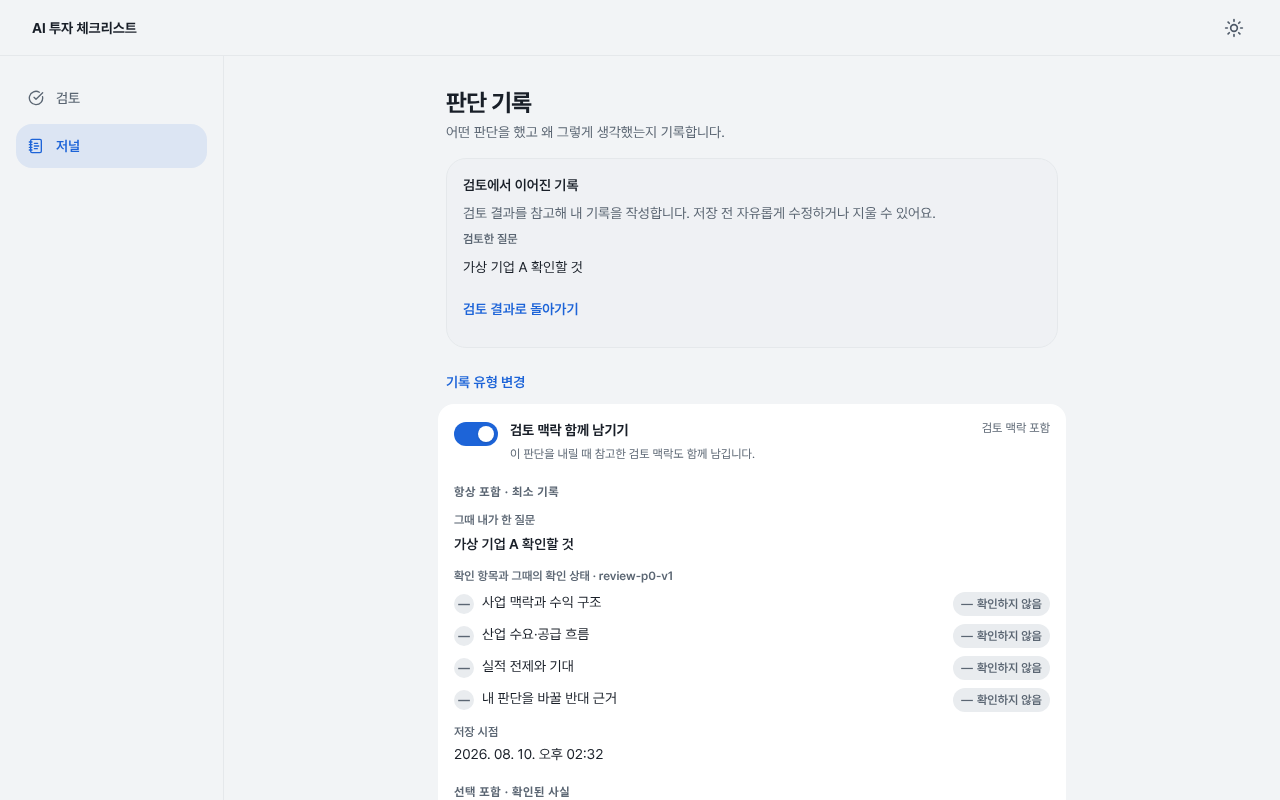 AI 투자 체크리스트
검토
저널
판단 기록
어떤 판단을 했고 왜 그렇게 생각했는지 기록합니다.
검토에서 이어진 기록
검토 결과를 참고해 내 기록을 작성합니다. 저장 전 자유롭게 수정하거나 지울 수 있어요.
검토한 질문
가상 기업 A 확인할 것
검토 결과로 돌아가기
기록 유형 변경
검토 맥락 함께 남기기
검토 맥락 포함
이 판단을 내릴 때 참고한 검토 맥락도 함께 남깁니다.
항상 포함 · 최소 기록
그때 내가 한 질문
가상 기업 A 확인할 것
확인 항목과 그때의 확인 상태 · review-p0-v1
— 사업 맥락과 수익 구조 — 확인하지 않음
— 산업 수요·공급 흐름 — 확인하지 않음
— 실적 전제와 기대 — 확인하지 않음
— 내 판단을 바꿀 반대 근거 — 확인하지 않음
저장 시점
2026. 08. 10. 오후 02:32
선택 포함 · 확인된 사실